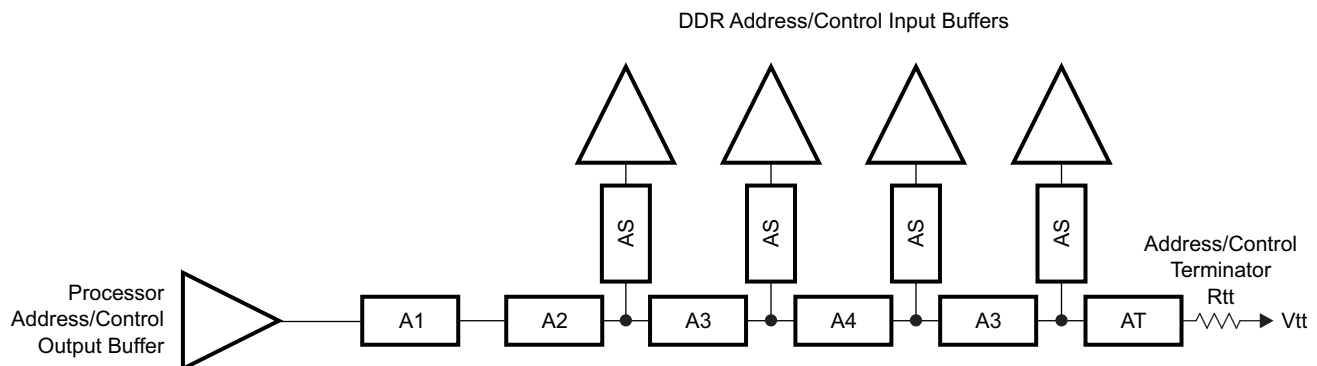 DDR Address/Control Input Buffers
AS
AS
AS
AS
Processor
Address/Control
Output Buffer
A1
A2
A3
A4
A3
AT
Address/Control
Terminator
Rtt
Vtt